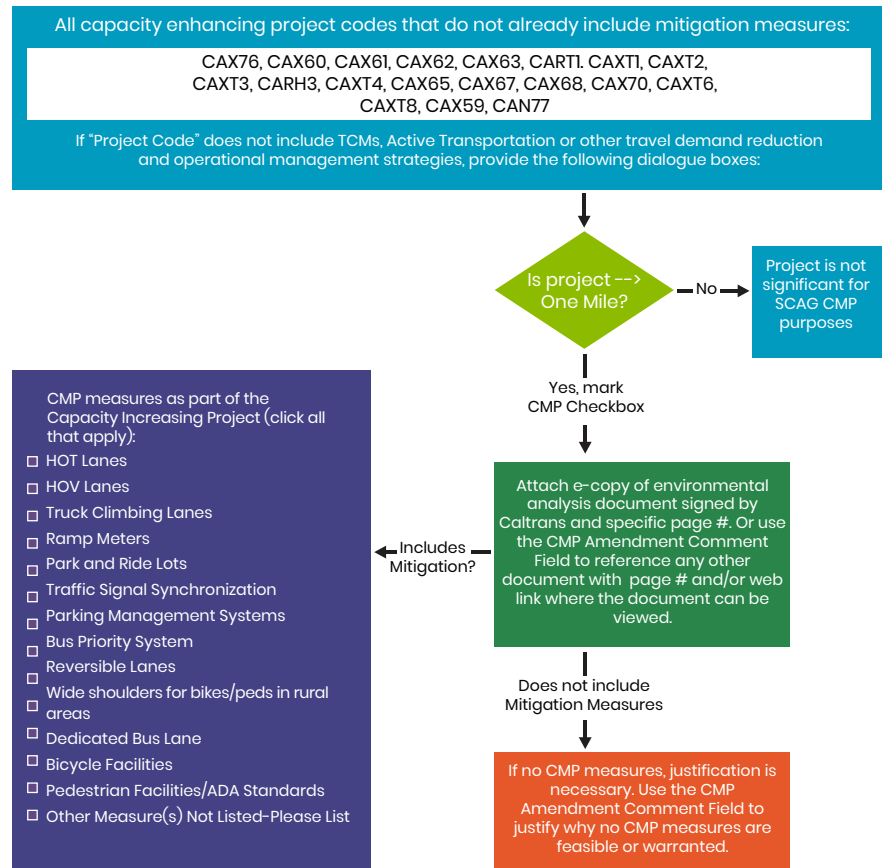 All capacity enhancing project codes that do not already include mitigation measures:
CAX76, CAX60, CAX61, CAX62, CAX63, CART1. CAXT1, CAXT2,
CAXT3, CARH3, CAXT4, CAX65, CAX67, CAX68, CAX70, CAXT6,
CAXT8, CAX59, CAN77
If “Project Code” does not include TCMs, Active Transportation or other travel demand reduction
and operational management strategies, provide the following dialogue boxes:
Is project -->
One Mile?
No
Project is not
significant for
SCAG CMP
purposes
Yes, mark
CMP Checkbox
Attach e-copy of environmental
analysis document signed by
Caltrans and specific page #. Or use
the CMP Amendment Comment
Field to reference any other
document with page # and/or web
link where the document can be
viewed.
Includes
Mitigation?
CMP measures as part of the
Capacity Increasing Project (click all
that apply):
HOT Lanes
HOV Lanes
Truck Climbing Lanes
Ramp Meters
Park and Ride Lots
Traffic Signal Synchronization
Parking Management Systems
Bus Priority System
Reversible Lanes
Wide shoulders for bikes/peds in rural
areas
Dedicated Bus Lane
Bicycle Facilities
Pedestrian Facilities/ADA Standards
Other Measure(s) Not Listed-Please List
Does not include
Mitigation Measures
If no CMP measures, justification is
necessary. Use the CMP
Amendment Comment Field to
justify why no CMP measures are
feasible or warranted.